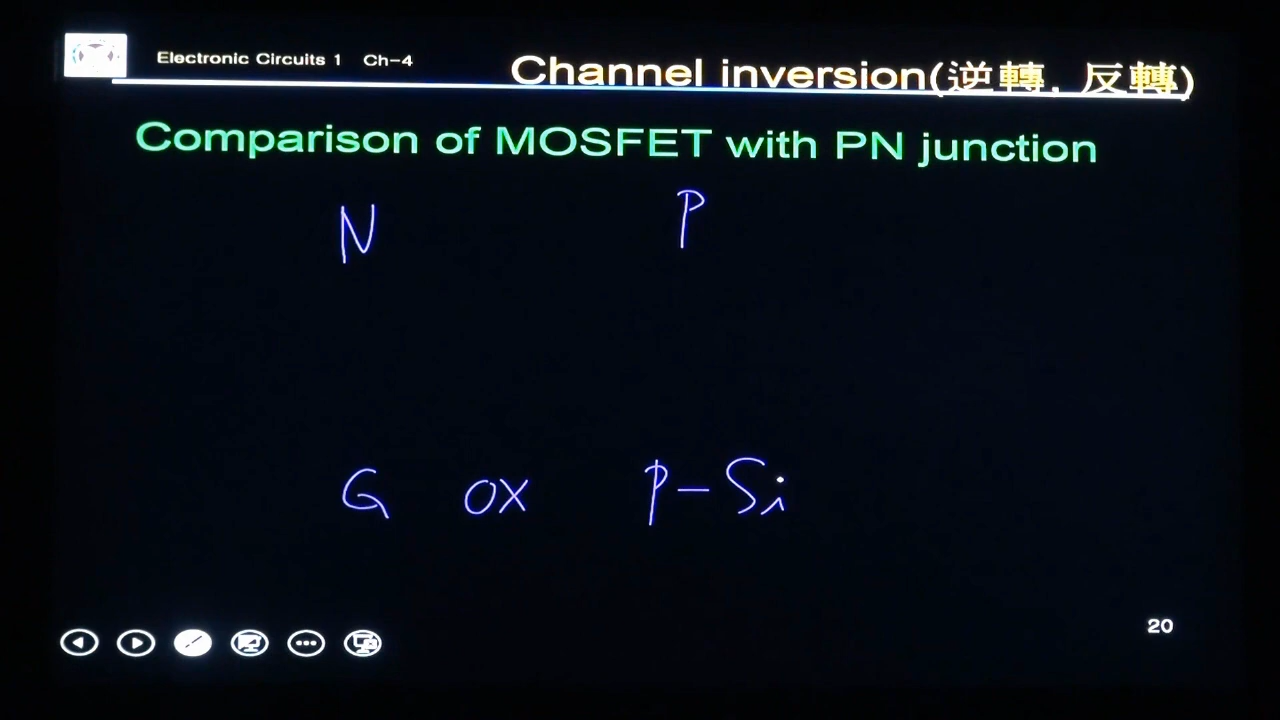 Electronic Circuits 1 Ch-4
Channel inversion(逆轉, 反轉)
Comparison of MOSFET with PN junction
N P
G OX P-Si
20